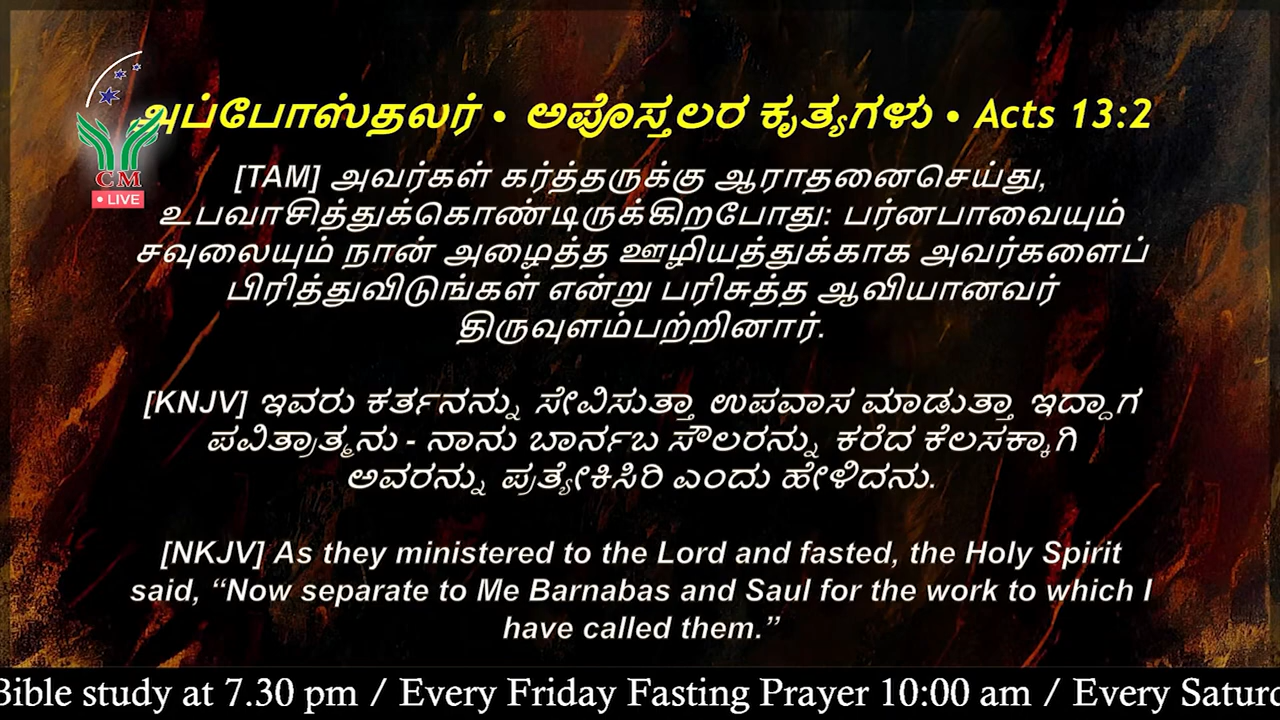 அப்போஸ்தலர் • ಅಪೊಸ್ತಲರ ಕೃತ್ಯಗಳು • Acts 13:2
CM
• LIVE
[TAM] அவர்கள் கர்த்தருக்கு ஆராதனைசெய்து,
உபவாசித்துக்கொண்டிருக்கிறபோது: பர்னபாவையும்
சவுலையும் நான் அழைத்த ஊழியத்துக்காக அவர்களைப்
பிரித்துவிடுங்கள் என்று பரிசுத்த ஆவியானவர்
திருவுளம்பற்றினார்.
[KNJV] ಇವರು ಕರ್ತನನ್ನು ಸೇವಿಸುತ್ತಾ ಉಪವಾಸ ಮಾಡುತ್ತಾ ಇದ್ದಾಗ
ಪವಿತ್ರಾತ್ಮನು - ನಾನು ಬಾರ್ನಬ ಸೌಲರನ್ನು ಕರೆದ ಕೆಲಸಕ್ಕಾಗಿ
ಅವರನ್ನು ಪ್ರತ್ಯೇಕಿಸಿರಿ ಎಂದು ಹೇಳಿದನು.
[NKJV] As they ministered to the Lord and fasted, the Holy Spirit
said, “Now separate to Me Barnabas and Saul for the work to which I
have called them.”
Bible study at 7.30 pm / Every Friday Fasting Prayer 10:00 am / Every Saturd